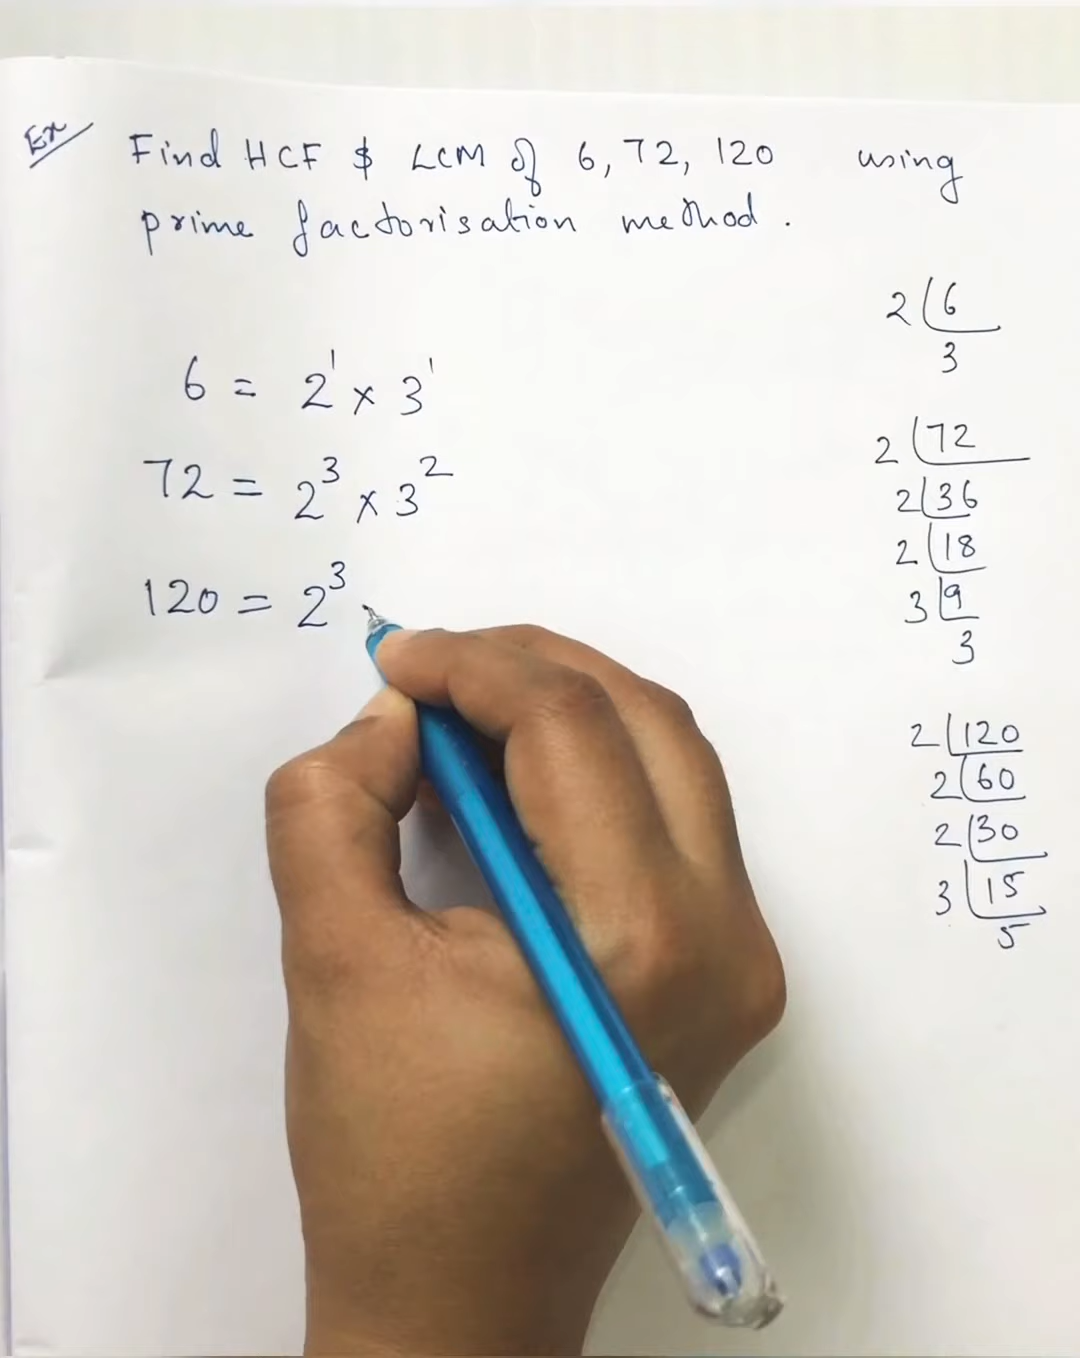 Ex
Find HCF $ LCM of 6, 72, 120 using
prime factorisation method.
6 = 2¹ × 3¹
72 = 2³ × 3²
120 = 2³
2 6
3
2 72
2 36
2 18
3 9
3
2 120
2 60
2 30
3 15
5